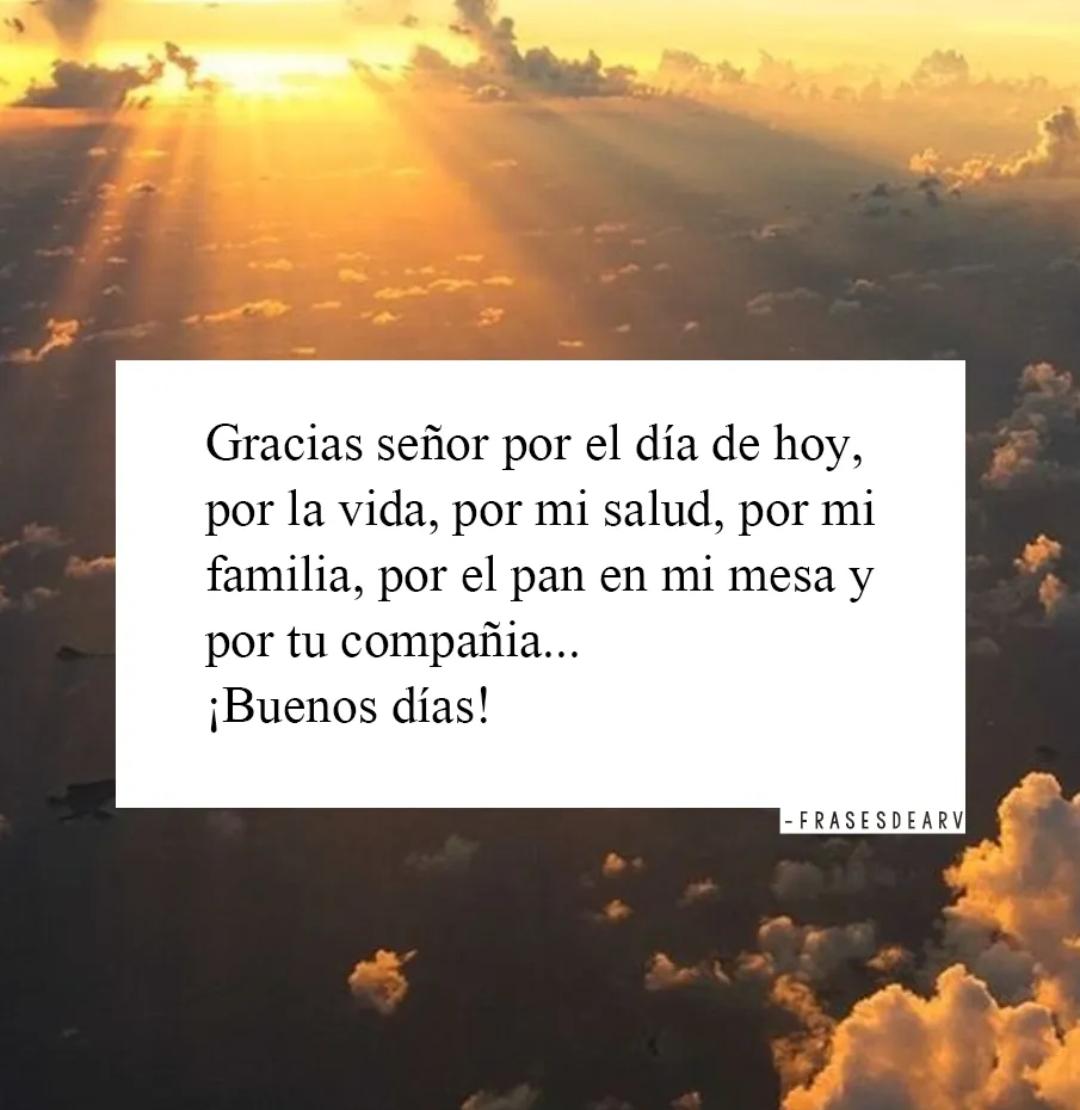 Gracias señor por el día de hoy,
por la vida, por mi salud, por mi
familia, por el pan en mi mesa y
por tu compañia...
¡Buenos días!
-FRASESDEARV